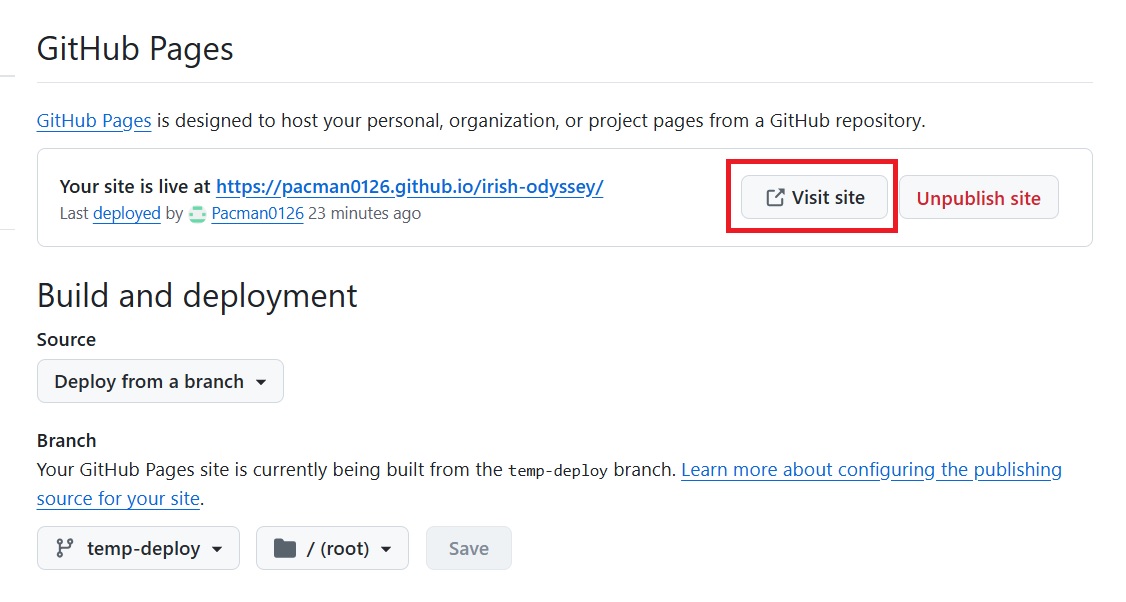 GitHub Pages
GitHub Pages is designed to host your personal, organization, or project pages from a GitHub repository.
Your site is live at https://pacman0126.github.io/irish-odyssey/
Last deployed by Pacman0126 23 minutes ago
Visit site
Unpublish site
Build and deployment
Source
Deploy from a branch
Branch
Your GitHub Pages site is currently being built from the temp-deploy branch. Learn more about configuring the publishing
source for your site.
temp-deploy
/ (root)
Save